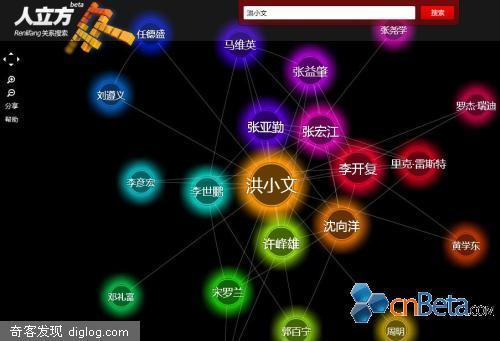 人立方 beta
RenLifang 关系搜索
洪小文
搜索
任德盛
马维英
张尧学
张益肇
分享
帮助
刘遵义
罗杰·瑞迪
张亚勤
张宏江
李开复
里克·雷斯特
李彦宏
李世鹏
洪小文
沈向洋
许峰雄
黄学东
邓礼富
宋罗兰
郭百宁
周明
cnBeta.COM
奇客发现 diglog.com